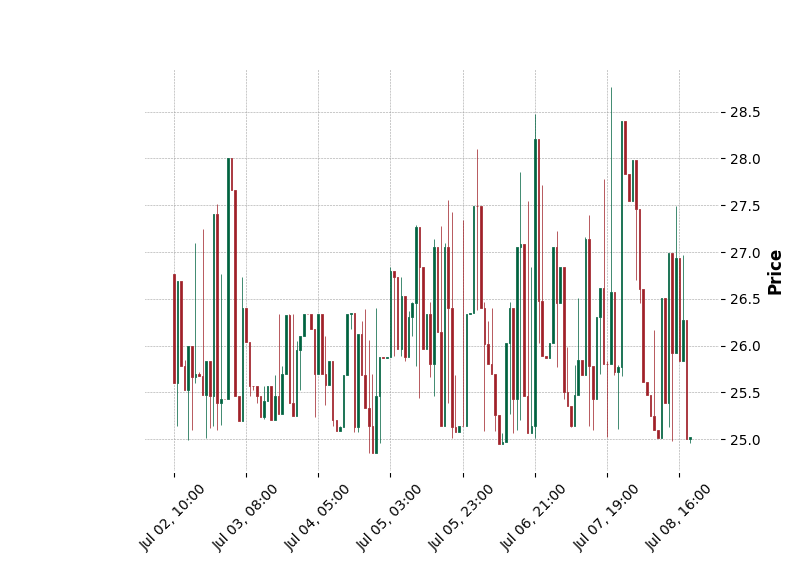 28.5
28.0
27.5
27.0
26.5
26.0
25.5
25.0
Price
Jul 02, 10:00
Jul 03, 08:00
Jul 04, 05:00
Jul 05, 03:00
Jul 05, 23:00
Jul 06, 21:00
Jul 07, 19:00
Jul 08, 16:00